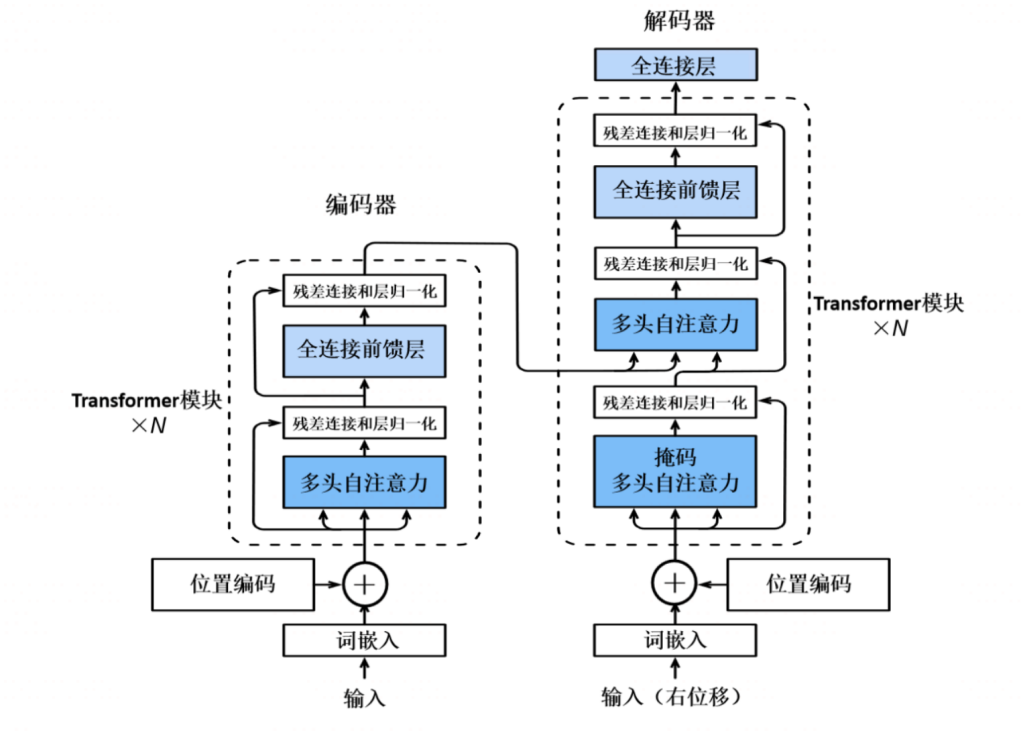 解码器
全连接层
残差连接和层归一化
全连接前馈层
残差连接和层归一化
多头自注意力
残差连接和层归一化
掩码
多头自注意力
Transformer模块
×N
位置编码
词嵌入
输入（右位移）
编码器
残差连接和层归一化
全连接前馈层
残差连接和层归一化
多头自注意力
Transformer模块
×N
位置编码
词嵌入
输入